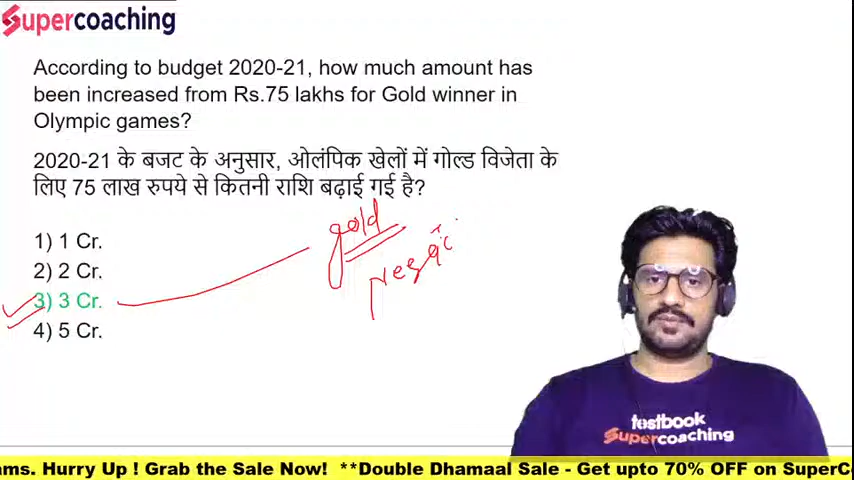 Supercoaching
According to budget 2020-21, how much amount has
been increased from Rs.75 lakhs for Gold winner in
Olympic games?
2020-21 के बजट के अनुसार, ओलंपिक खेलों में गोल्ड विजेता के
लिए 75 लाख रुपये से कितनी राशि बढ़ाई गई है?
1) 1 Cr.
2) 2 Cr.
3) 3 Cr.
4) 5 Cr.
gold
testbook
Supercoaching
ams. Hurry Up ! Grab the Sale Now! **Double Dhamaal Sale - Get upto 70% OFF on SuperC